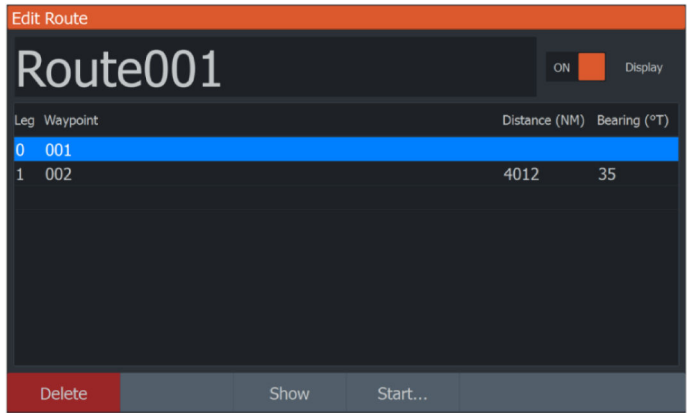 Edit Route
Route001
ON Display
Leg Waypoint Distance (NM) Bearing (°T)
0 001
1 002 4012 35
Delete Show Start...